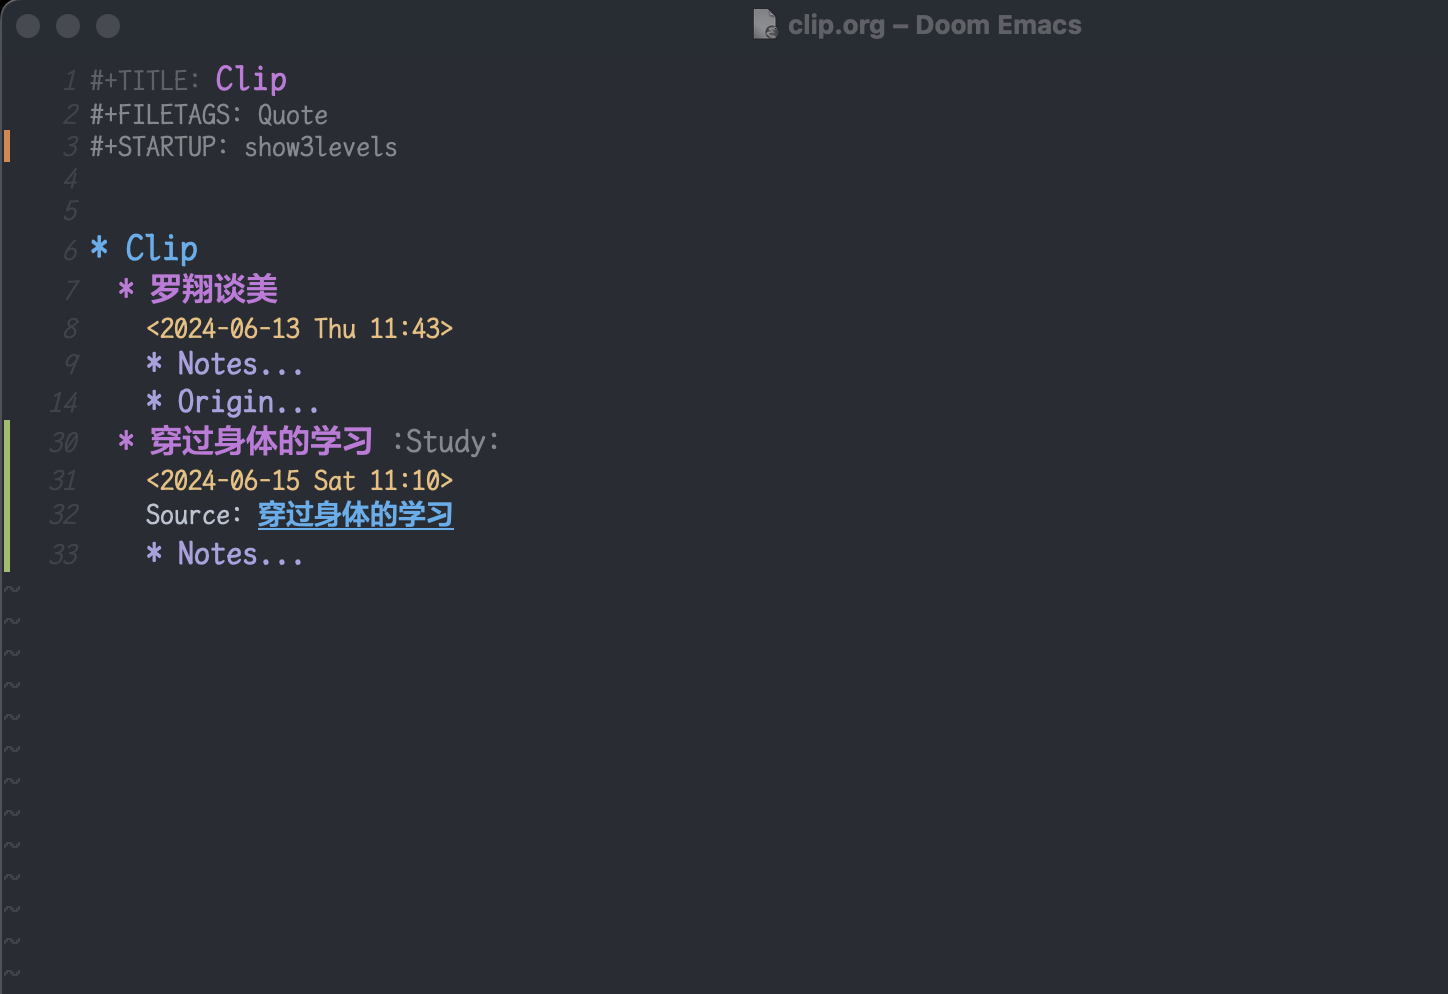 clip.org – Doom Emacs
1 #+TITLE: Clip
2 #+FILETAGS: Quote
3 #+STARTUP: show3levels
4
5
6 * Clip
7 * 罗翔谈美
8 <2024-06-13 Thu 11:43>
9 * Notes...
14 * Origin...
30 * 穿过身体的学习 :Study:
31 <2024-06-15 Sat 11:10>
32 Source: 穿过身体的学习
33 * Notes...
~
~
~
~
~
~
~
~
~
~
~
~
~